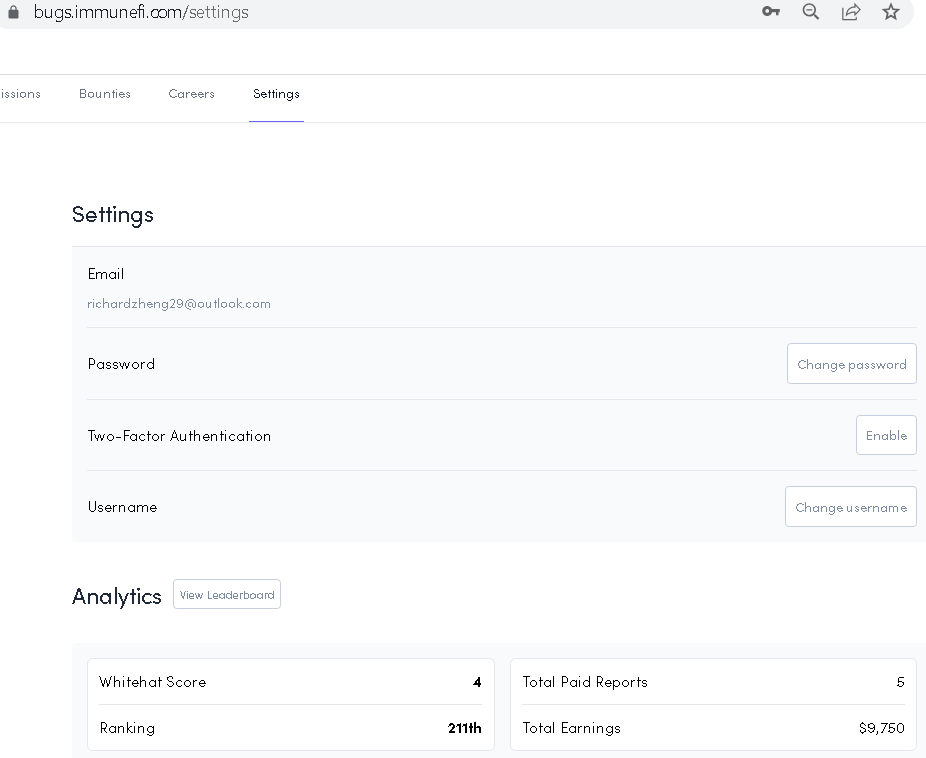 bugs.immunefi.com/settings
issions Bounties Careers Settings
Settings
Email
richardzheng29@outlook.com
Password Change password
Two-Factor Authentication Enable
Username Change username
Analytics View Leaderboard
Whitehat Score 4 Total Paid Reports 5
Ranking 211th Total Earnings $9,750